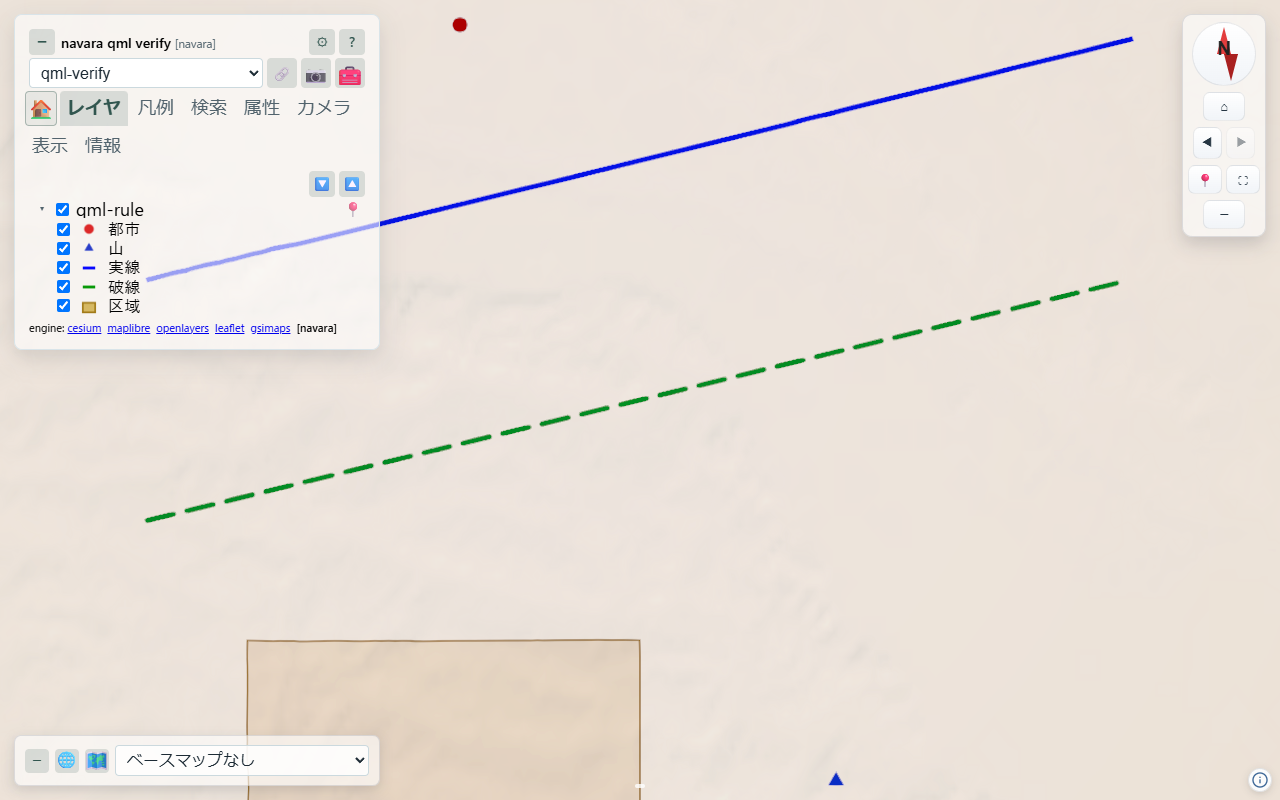 navara qml verify [navara]
?
qml-verify
レイヤ 凡例 検索 属性 カメラ
表示 情報
qml-rule
都市
山
実線
破線
区域
engine: cesium maplibre openlayers leaflet gsimaps [navara]
ベースマップなし
N